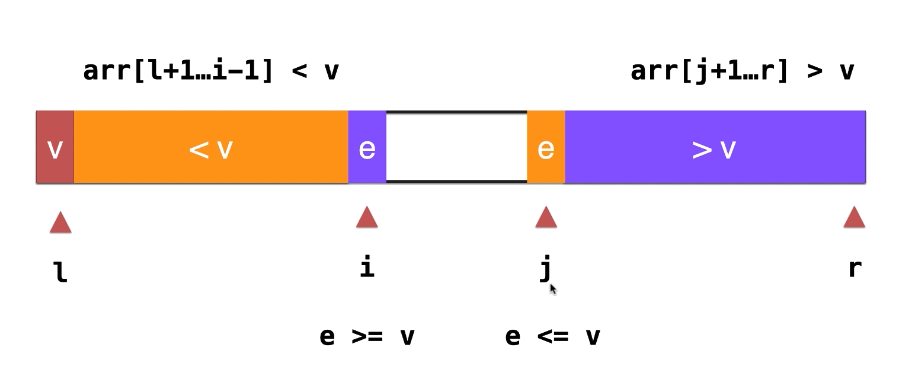 arr[l+1…i-1] < v arr[j+1…r] > v
v < v e e > v
l i j r
e >= v e <= v